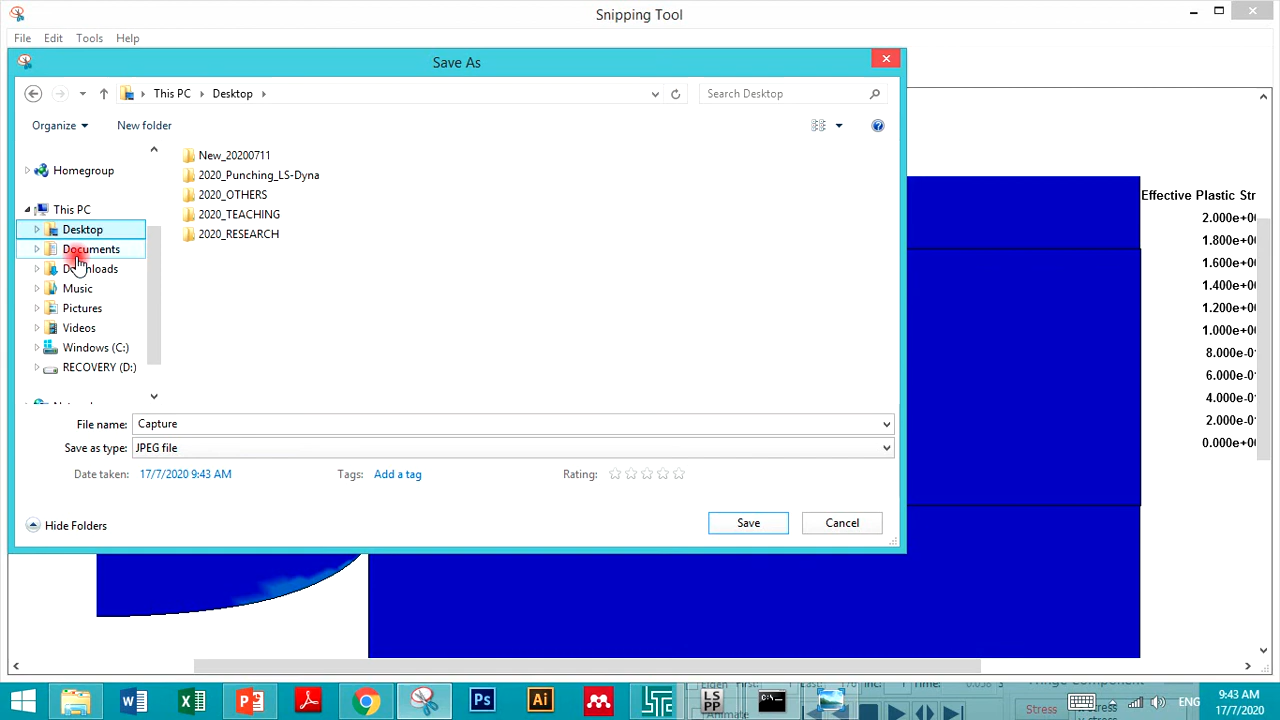 Snipping Tool
File Edit Tools Help
Save As
This PC Desktop
Search Desktop
Organize New folder
Homegroup
This PC
Desktop
Documents
Downloads
Music
Pictures
Videos
Windows (C:)
RECOVERY (D:)
New_20200711
2020_Punching_LS-Dyna
2020_OTHERS
2020_TEACHING
2020_RESEARCH
File name: Capture
Save as type: JPEG file
Date taken: 17/7/2020 9:43 AM Tags: Add a tag Rating:
Save Cancel
Hide Folders
Effective Plastic Str
2.000e+0
1.800e+0
1.600e+0
1.400e+0
1.200e+0
1.000e+0
8.000e-0
6.000e-0
4.000e-0
2.000e-0
0.000e+0
Stress
Animate
LS
PP
ENG
9:43 AM
17/7/2020